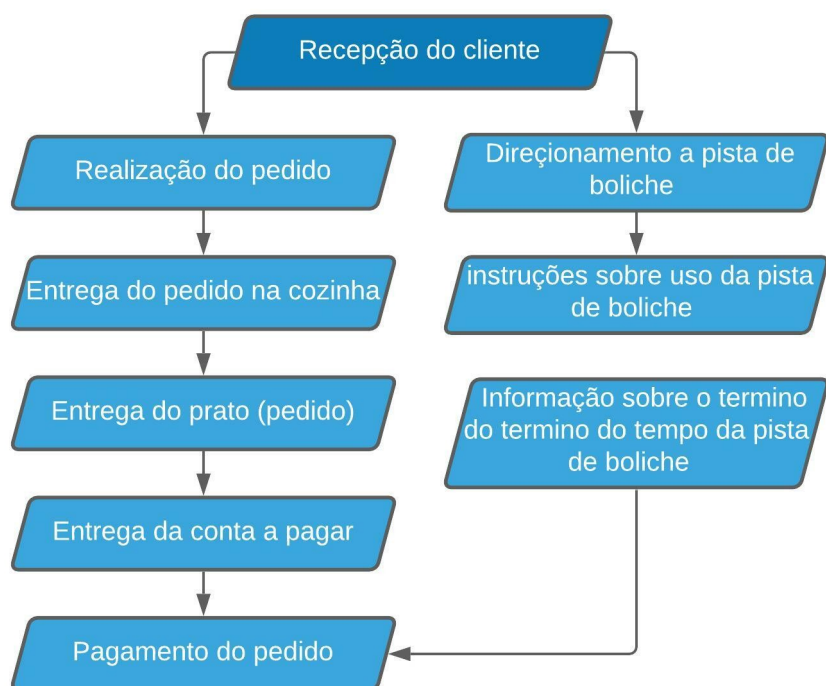 Recepção do cliente
Realização do pedido
Entrega do pedido na cozinha
Entrega do prato (pedido)
Entrega da conta a pagar
Pagamento do pedido
Direçionamento a pista de
boliche
instruções sobre uso da pista
de boliche
Informação sobre o termino
do termino do tempo da pista
de boliche